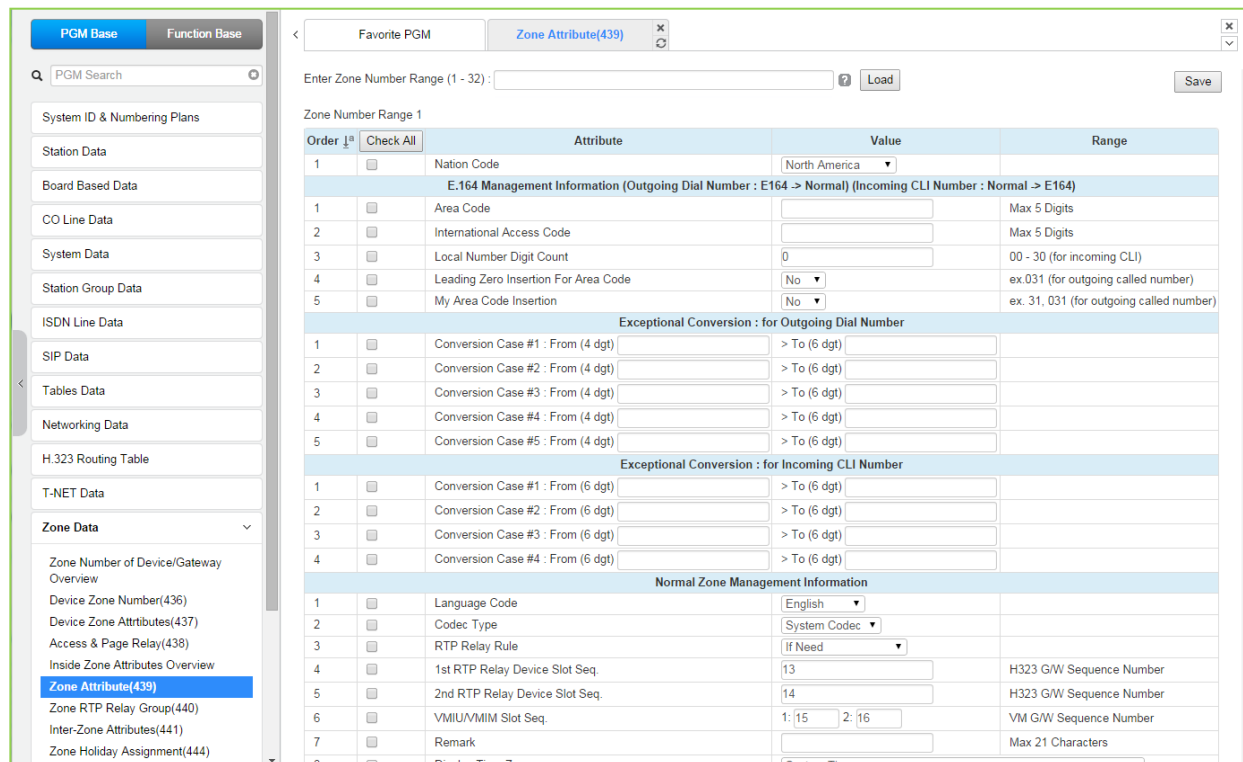 PGM Base Function Base
PGM Search
System ID & Numbering Plans
Station Data
Board Based Data
CO Line Data
System Data
Station Group Data
ISDN Line Data
SIP Data
Tables Data
Networking Data
H.323 Routing Table
T-NET Data
Zone Data
Zone Number of Device/Gateway
Overview
Device Zone Number(436)
Device Zone Attrtibutes(437)
Access & Page Relay(438)
Inside Zone Attributes Overview
Zone Attribute(439)
Zone RTP Relay Group(440)
Inter-Zone Attributes(441)
Zone Holiday Assignment(444)
Favorite PGM Zone Attribute(439)
Enter Zone Number Range (1 - 32) : ? Load Save
Zone Number Range 1
Order Check All Attribute Value Range
1 Nation Code North America
E.164 Management Information (Outgoing Dial Number : E164 -> Normal) (Incoming CLI Number : Normal -> E164)
1 Area Code Max 5 Digits
2 International Access Code Max 5 Digits
3 Local Number Digit Count 0 00 - 30 (for incoming CLI)
4 Leading Zero Insertion For Area Code No ex.031 (for outgoing called number)
5 My Area Code Insertion No ex. 31, 031 (for outgoing called number)
Exceptional Conversion : for Outgoing Dial Number
1 Conversion Case #1 : From (4 dgt) > To (6 dgt)
2 Conversion Case #2 : From (4 dgt) > To (6 dgt)
3 Conversion Case #3 : From (4 dgt) > To (6 dgt)
4 Conversion Case #4 : From (4 dgt) > To (6 dgt)
5 Conversion Case #5 : From (4 dgt) > To (6 dgt)
Exceptional Conversion : for Incoming CLI Number
1 Conversion Case #1 : From (6 dgt) > To (6 dgt)
2 Conversion Case #2 : From (6 dgt) > To (6 dgt)
3 Conversion Case #3 : From (6 dgt) > To (6 dgt)
4 Conversion Case #4 : From (6 dgt) > To (6 dgt)
Normal Zone Management Information
1 Language Code English
2 Codec Type System Codec
3 RTP Relay Rule If Need
4 1st RTP Relay Device Slot Seq. 13 H323 G/W Sequence Number
5 2nd RTP Relay Device Slot Seq. 14 H323 G/W Sequence Number
6 VMIU/VMIM Slot Seq. 1: 15 2: 16 VM G/W Sequence Number
7 Remark Max 21 Characters